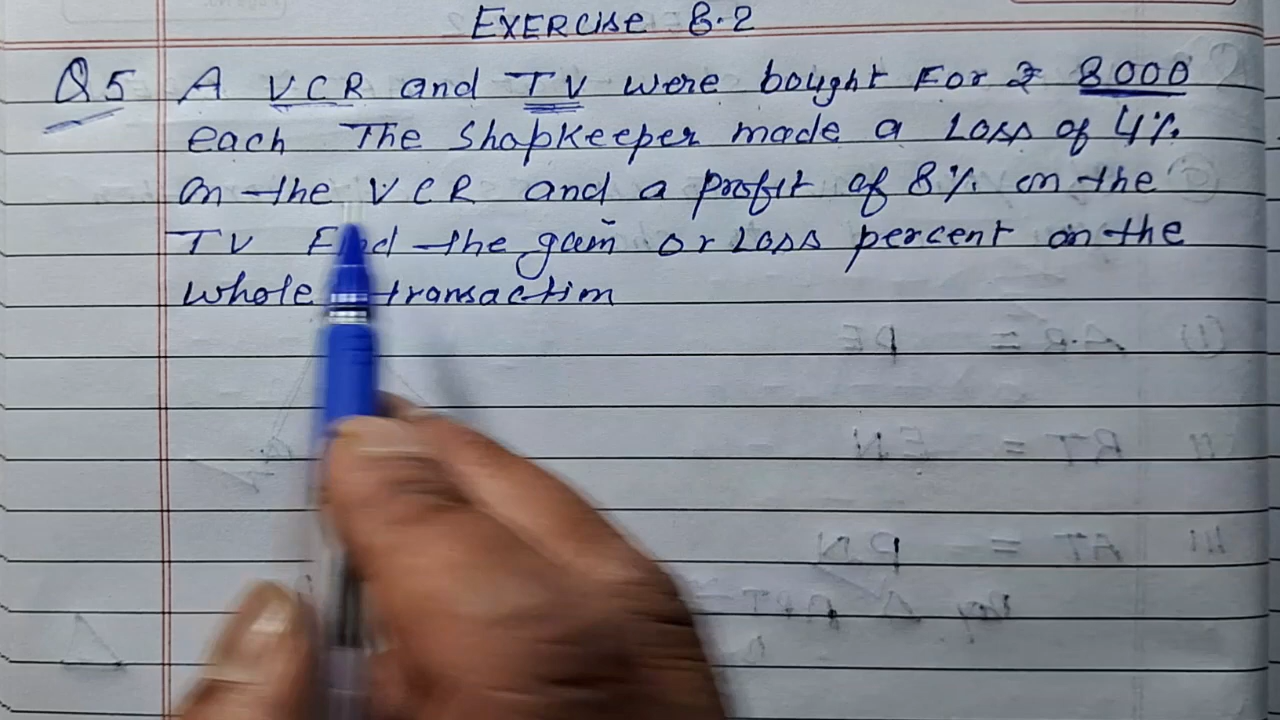 EXERCISE 8.2
Q5 A VCR and TV were bought For ₹ 8000
each The Shopkeeper made a Loss of 4%
on the VCR and a profit of 8% on the
TV Find the gain or Loss percent on the
whole transaction